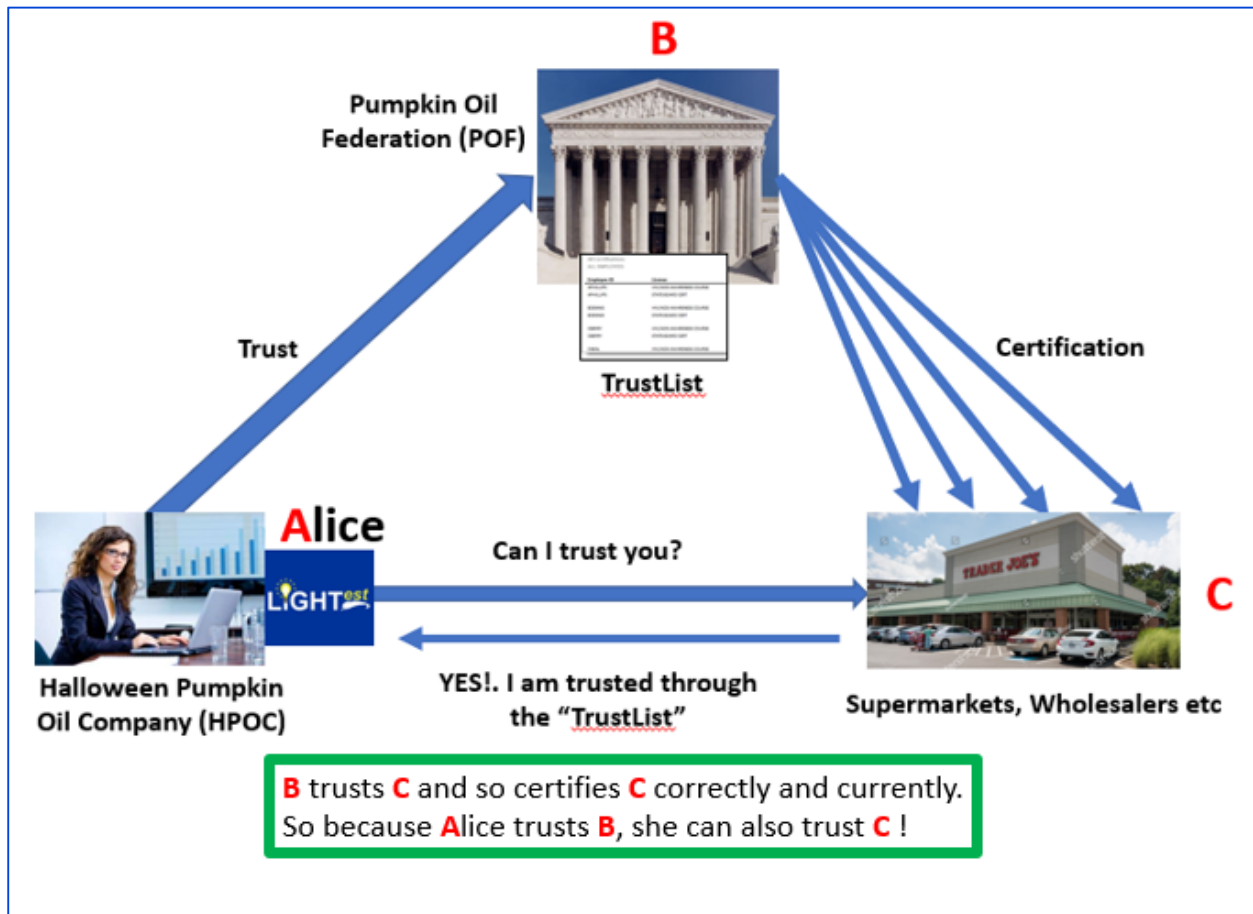 B
Pumpkin Oil
Federation (POF)
Employee ID
TrustList
Trust
Certification
Alice
LIGHTest
Can I trust you?
TRADER JOE'S
C
YES!. I am trusted through
the “TrustList”
Halloween Pumpkin
Oil Company (HPOC)
Supermarkets, Wholesalers etc
B trusts C and so certifies C correctly and currently.
So because Alice trusts B, she can also trust C !